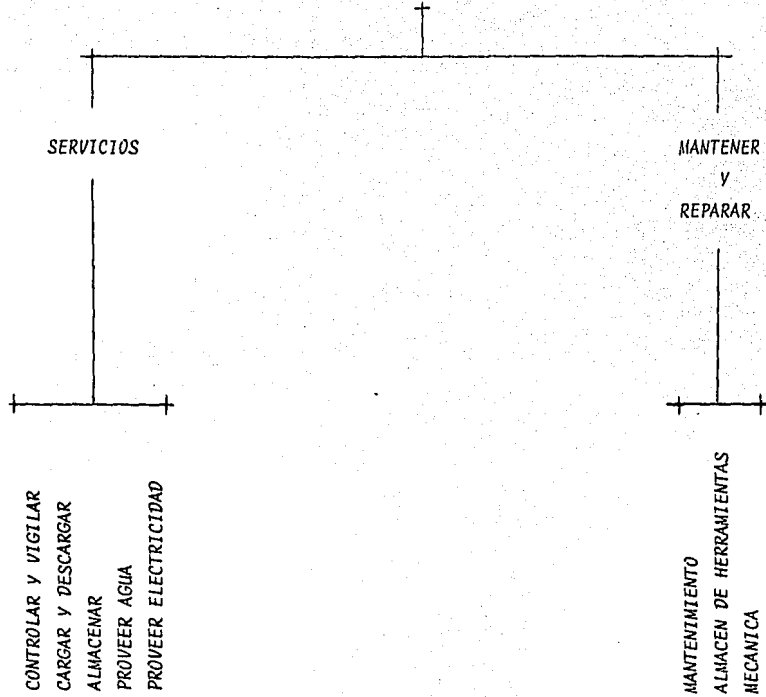 SERVICIOS
MANTENER
Y
REPARAR
CONTROLAR Y VIGILAR
CARGAR Y DESCARGAR
ALMACENAR
PROVEER AGUA
PROVEER ELECTRICIDAD
MANTENIMIENTO
ALMACEN DE HERRAMIENTAS
MECANICA